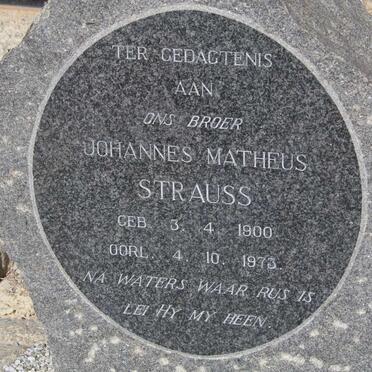 TER GEDAGTENIS
AAN
ONS BROER
JOHANNES MATHEUS
STRAUSS
GEB. 3. 4. 1900
OORL. 4. 10. 1973.
NA WATERS WAAR RUS IS
LEI HY MY HEEN.